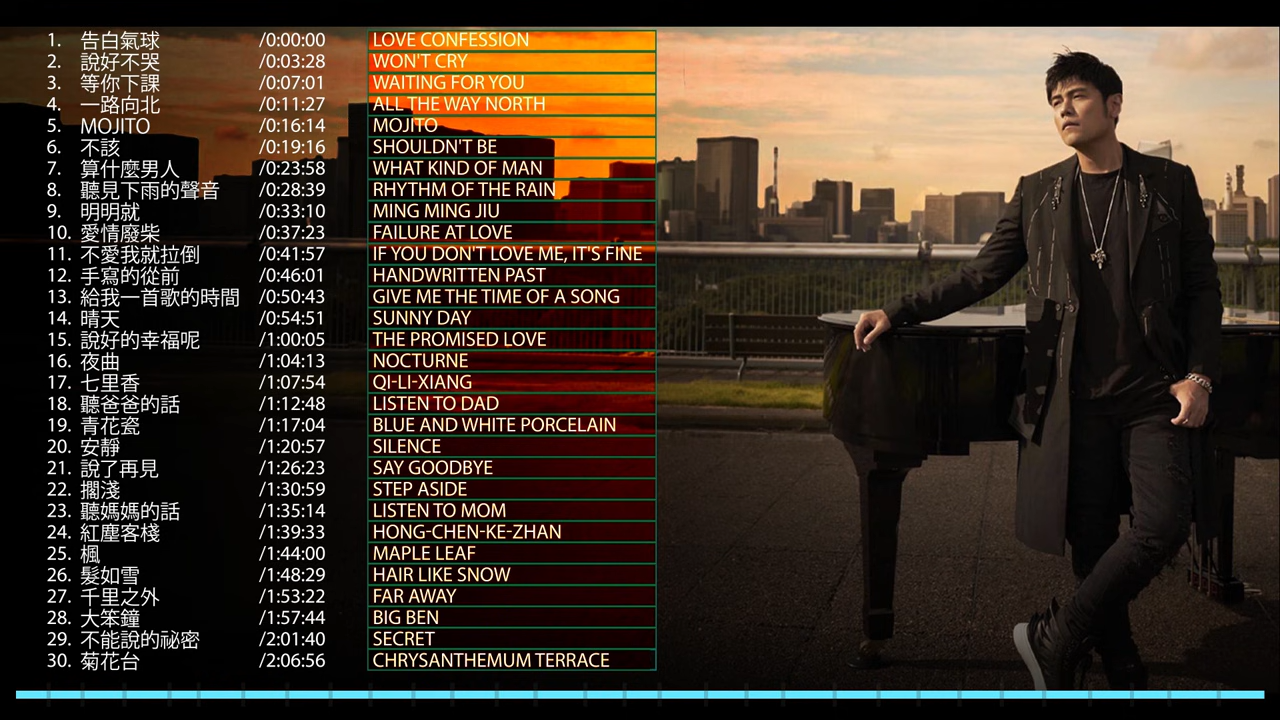 1. 告白氣球 /0:00:00 LOVE CONFESSION
2. 說好不哭 /0:03:28 WON'T CRY
3. 等你下課 /0:07:01 WAITING FOR YOU
4. 一路向北 /0:11:27 ALL THE WAY NORTH
5. MOJITO /0:16:14 MOJITO
6. 不該 /0:19:16 SHOULDN'T BE
7. 算什麼男人 /0:23:58 WHAT KIND OF MAN
8. 聽見下雨的聲音 /0:28:39 RHYTHM OF THE RAIN
9. 明明就 /0:33:10 MING MING JIU
10. 愛情廢柴 /0:37:23 FAILURE AT LOVE
11. 不愛我就拉倒 /0:41:57 IF YOU DON'T LOVE ME, IT'S FINE
12. 手寫的從前 /0:46:01 HANDWRITTEN PAST
13. 給我一首歌的時間 /0:50:43 GIVE ME THE TIME OF A SONG
14. 晴天 /0:54:51 SUNNY DAY
15. 說好的幸福呢 /1:00:05 THE PROMISED LOVE
16. 夜曲 /1:04:13 NOCTURNE
17. 七里香 /1:07:54 QI-LI-XIANG
18. 聽爸爸的話 /1:12:48 LISTEN TO DAD
19. 青花瓷 /1:17:04 BLUE AND WHITE PORCELAIN
20. 安靜 /1:20:57 SILENCE
21. 說了再見 /1:26:23 SAY GOODBYE
22. 擱淺 /1:30:59 STEP ASIDE
23. 聽媽媽的話 /1:35:14 LISTEN TO MOM
24. 紅塵客棧 /1:39:33 HONG-CHEN-KE-ZHAN
25. 楓 /1:44:00 MAPLE LEAF
26. 髮如雪 /1:48:29 HAIR LIKE SNOW
27. 千里之外 /1:53:22 FAR AWAY
28. 大笨鐘 /1:57:44 BIG BEN
29. 不能說的祕密 /2:01:40 SECRET
30. 菊花台 /2:06:56 CHRYSANTHEMUM TERRACE